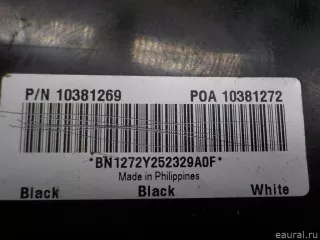 P/N 10381269 POA 10381272
*BN1272Y252329A0F*
Made in Philippines
Black Black White
eaural.ru